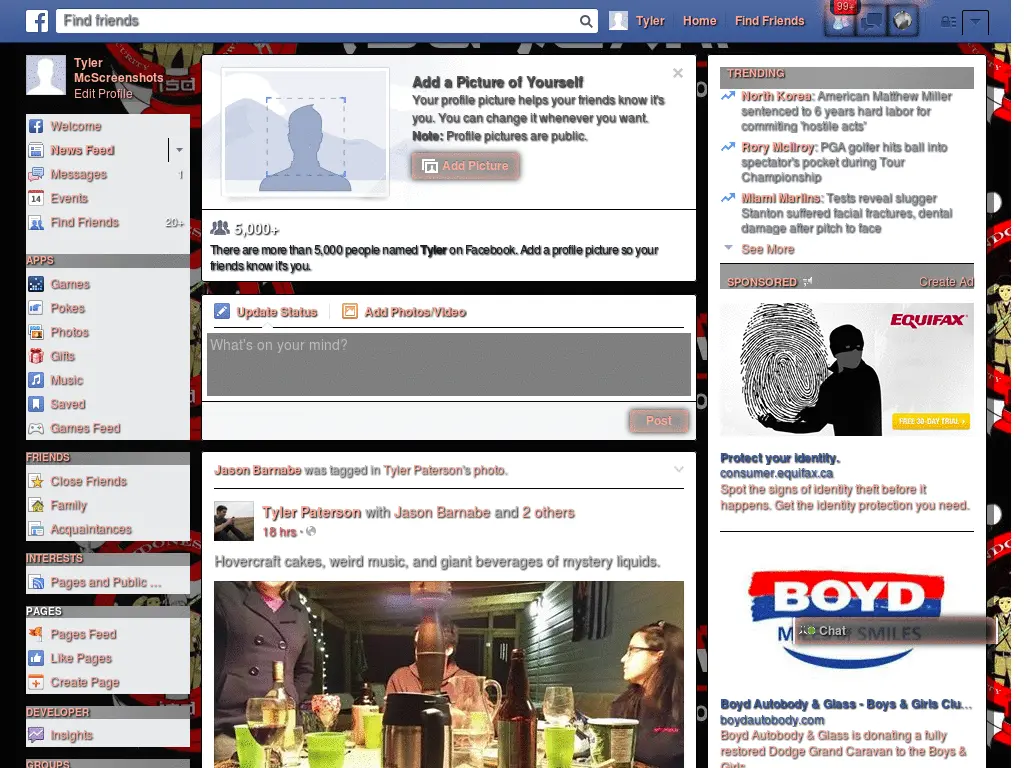 Find friends
Tyler
Home
Find Friends
99+
Tyler
McScreenshots
Edit Profile
Welcome
News Feed
Messages 1
14 Events
Find Friends 20+
APPS
Games
Pokes
Photos
Gifts
Music
Saved
Games Feed
FRIENDS
Close Friends
Family
Acquaintances
INTERESTS
Pages and Public ...
PAGES
Pages Feed
Like Pages
Create Page
DEVELOPER
Insights
GROUPS
Add a Picture of Yourself
Your profile picture helps your friends know it's
you. You can change it whenever you want.
Note: Profile pictures are public.
Add Picture
5,000+
There are more than 5,000 people named Tyler on Facebook. Add a profile picture so your
friends know it's you.
Update Status
Add Photos/Video
What's on your mind?
Post
Jason Barnabe was tagged in Tyler Paterson's photo.
Tyler Paterson with Jason Barnabe and 2 others
18 hrs ·
Hovercraft cakes, weird music, and giant beverages of mystery liquids.
TRENDING
North Korea: American Matthew Miller
sentenced to 6 years hard labor for
commiting 'hostile acts'
Rory McIlroy: PGA golfer hits ball into
spectator's pocket during Tour
Championship
Miami Marlins: Tests reveal slugger
Stanton suffered facial fractures, dental
damage after pitch to face
See More
SPONSORED
Create Ad
EQUIFAX
FREE 30-DAY TRIAL
Protect your identity.
consumer.equifax.ca
Spot the signs of identity theft before it
happens. Get the identity protection you need.
BOYD
SMILES
Chat
Boyd Autobody & Glass - Boys & Girls Clu...
boydautobody.com
Boyd Autobody & Glass is donating a fully
restored Dodge Grand Caravan to the Boys &
Girls